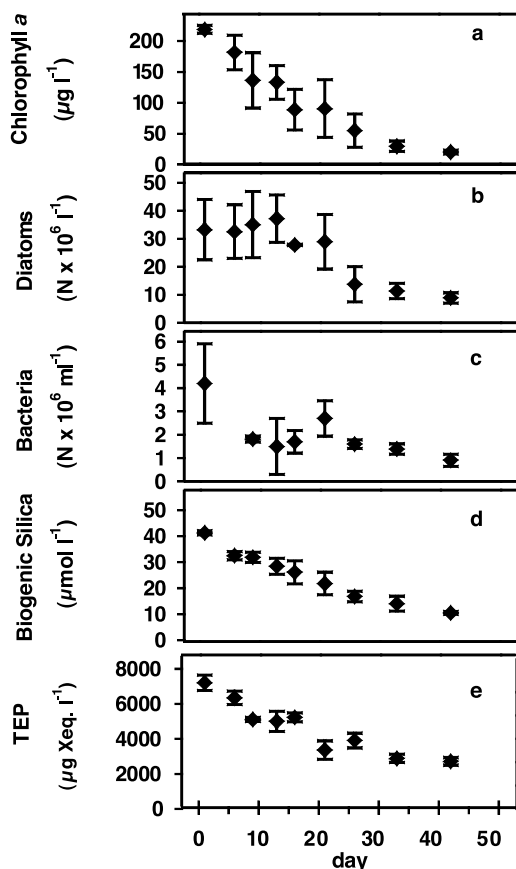 a
Chlorophyll a
(µg l-1)
200
150
100
50
0
b
Diatoms
(N x 10^6 l-1)
50
40
30
20
10
0
c
Bacteria
(N x 10^6 ml-1)
6
5
4
3
2
1
0
d
Biogenic Silica
(µmol l-1)
50
40
30
20
10
0
e
TEP
(µg Xeq. l-1)
8000
6000
4000
2000
0
0 10 20 30 40 50
day